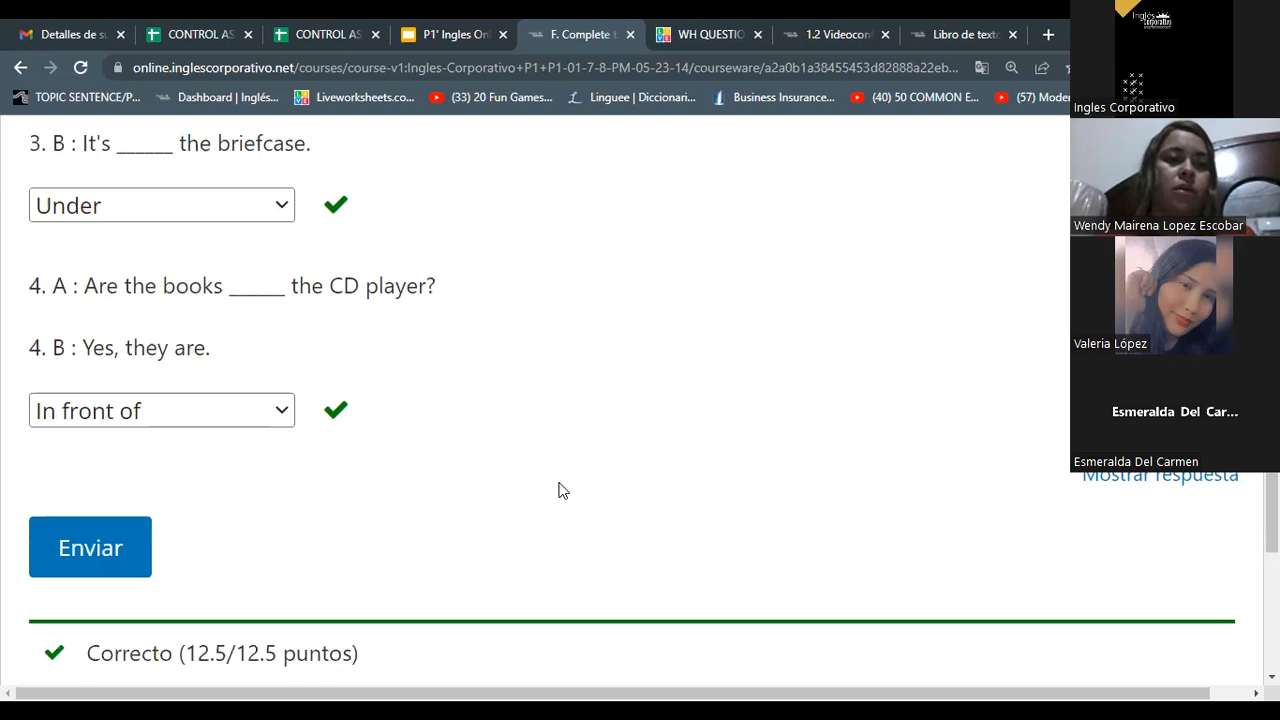 Detalles de su
CONTROL AS
CONTROL AS
P1' Ingles Onl
F. Complete t
WH QUESTIO
1.2 Videoconf
Libro de texto
online.inglescorporativo.net/courses/course-v1:Ingles-Corporativo+P1+P1-01-7-8-PM-05-23-14/courseware/a2a0b1a38455453d82888a22eb...
TOPIC SENTENCE/P...
Dashboard | Inglés...
Liveworksheets.co...
(33) 20 Fun Games...
Linguee | Diccionari...
Business Insurance...
(40) 50 COMMON E...
(57) Mode
3. B : It's ______ the briefcase.
Under
4. A : Are the books ______ the CD player?
4. B : Yes, they are.
In front of
Mostrar respuesta
Enviar
Correcto (12.5/12.5 puntos)
Inglés
Corporativo
Ingles Corporativo
Wendy Mairena Lopez Escobar
Valeria López
Esmeralda Del Car...
Esmeralda Del Carmen